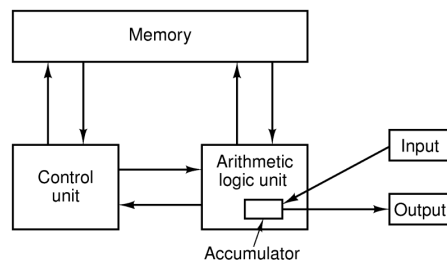 Memory
Control
unit
Arithmetic
logic unit
Input
Output
Accumulator